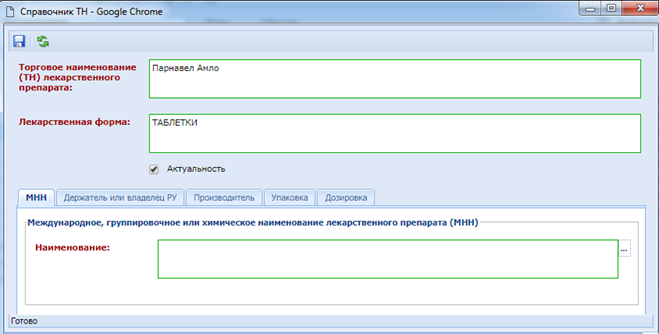 Справочник ТН - Google Chrome
Торговое наименование
(ТН) лекарственного
препарата:
Парнавел Амло
Лекарственная форма:
ТАБЛЕТКИ
Актуальность
МНН
Держатель или владелец РУ
Производитель
Упаковка
Дозировка
Международное, группировочное или химическое наименование лекарственного препарата (МНН)
Наименование:
...
Готово